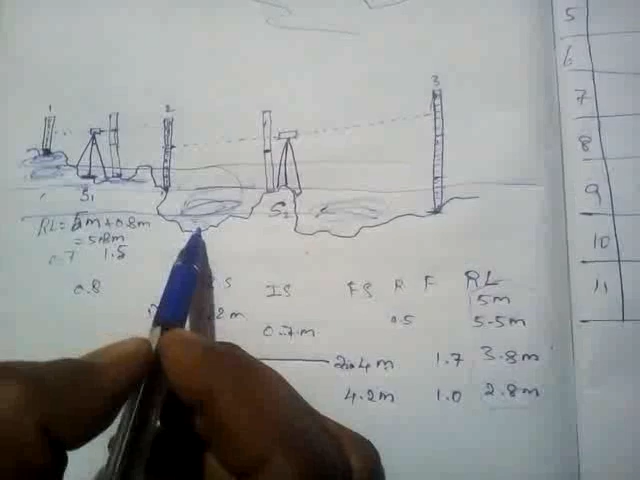 1
2
3
S1
S2
RL=5m+0.8m
=5.8m
0.7 1.5
0.8
S IS FS R F RL
5m
.2m
0.7m 0.5 5.5m
2.4m 1.7 3.8m
4.2m 1.0 2.8m
5
6
7
8
9
10
11